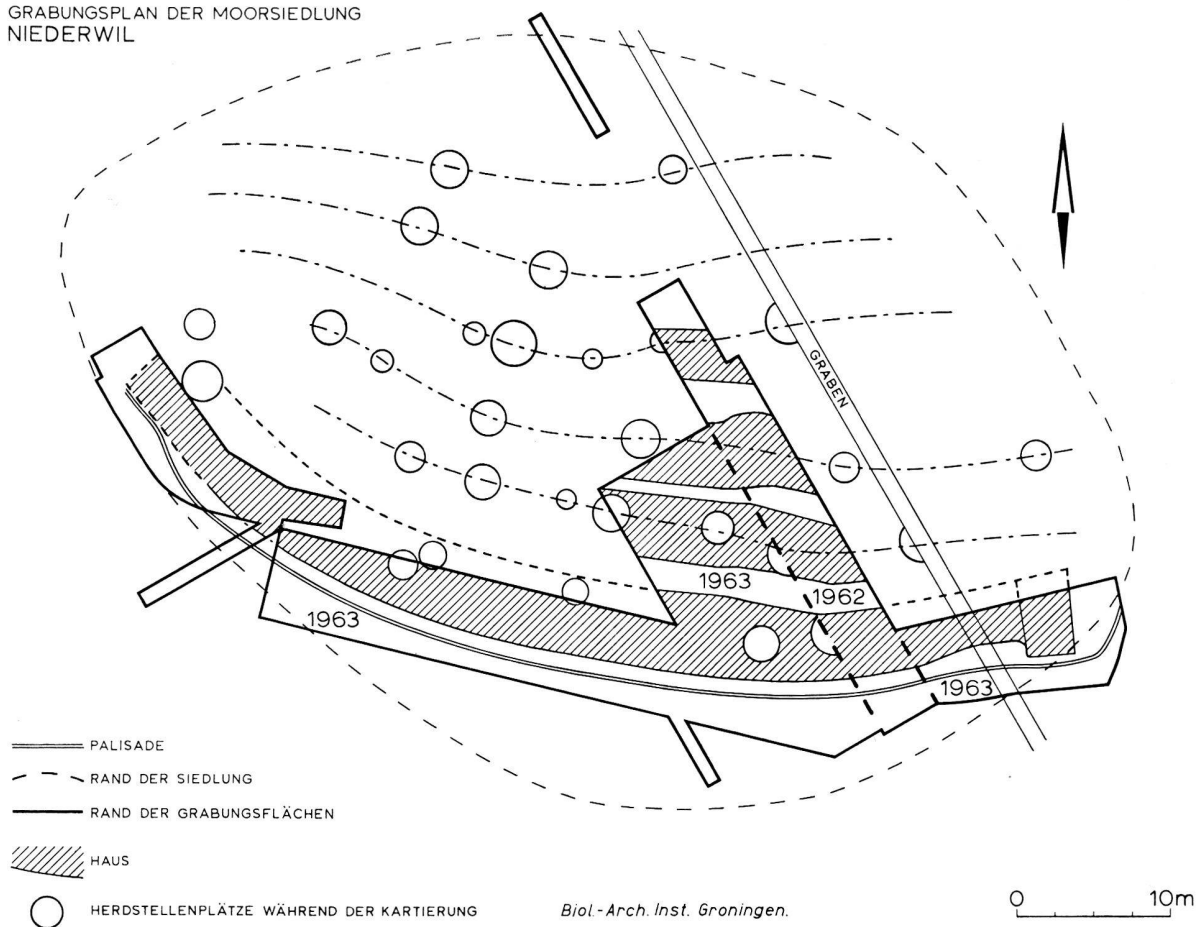 GRABUNGSPLAN DER MOORSIEDLUNG
NIEDERWIL
GRABEN
1963
1962
1963
1963
PALISADE
RAND DER SIEDLUNG
RAND DER GRABUNGSFLÄCHEN
HAUS
HERDSTELLENPLÄTZE WÄHREND DER KARTIERUNG
Biol.-Arch. Inst. Groningen.
0 10m